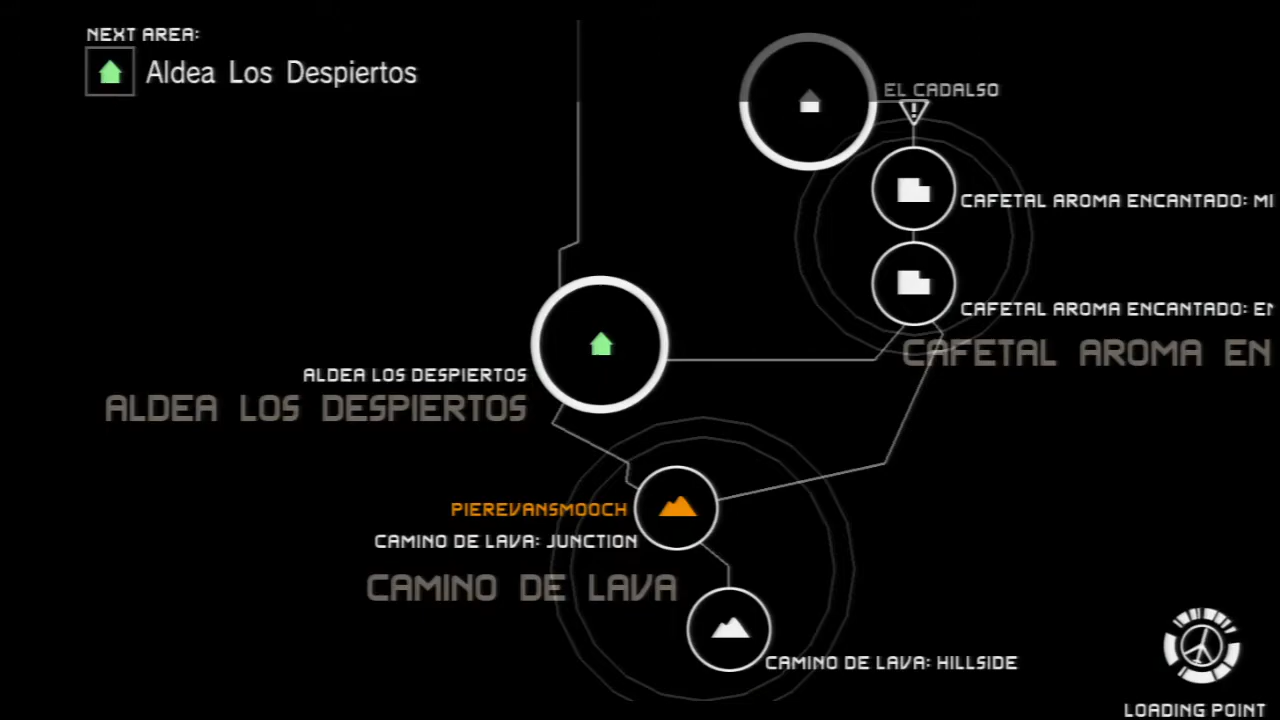 NEXT AREA:
Aldea Los Despiertos
EL CADALSO
CAFETAL AROMA ENCANTADO: MI
CAFETAL AROMA ENCANTADO: EN
CAFETAL AROMA EN
ALDEA LOS DESPIERTOS
ALDEA LOS DESPIERTOS
PIEREVANSMOOCH
CAMINO DE LAVA: JUNCTION
CAMINO DE LAVA
CAMINO DE LAVA: HILLSIDE
LOADING POINT